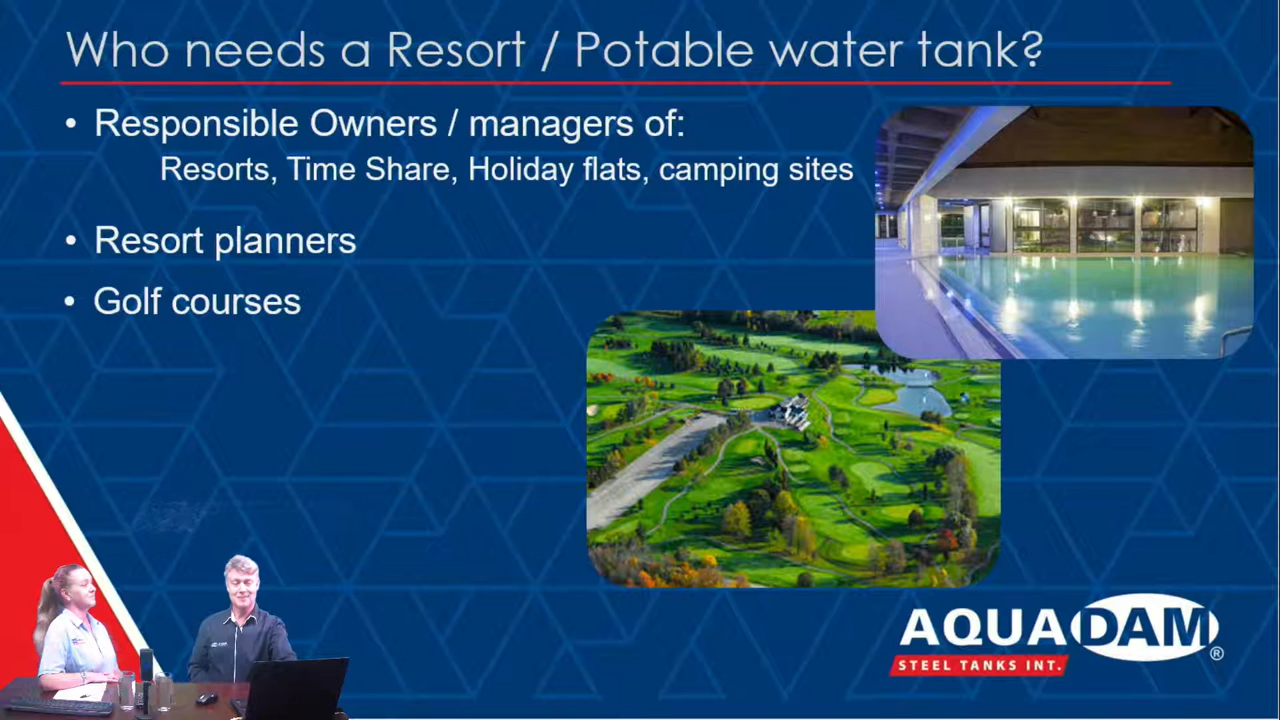 Who needs a Resort / Potable water tank?
• Responsible Owners / managers of:
Resorts, Time Share, Holiday flats, camping sites
• Resort planners
• Golf courses
AQUADAM®
STEEL TANKS INT.